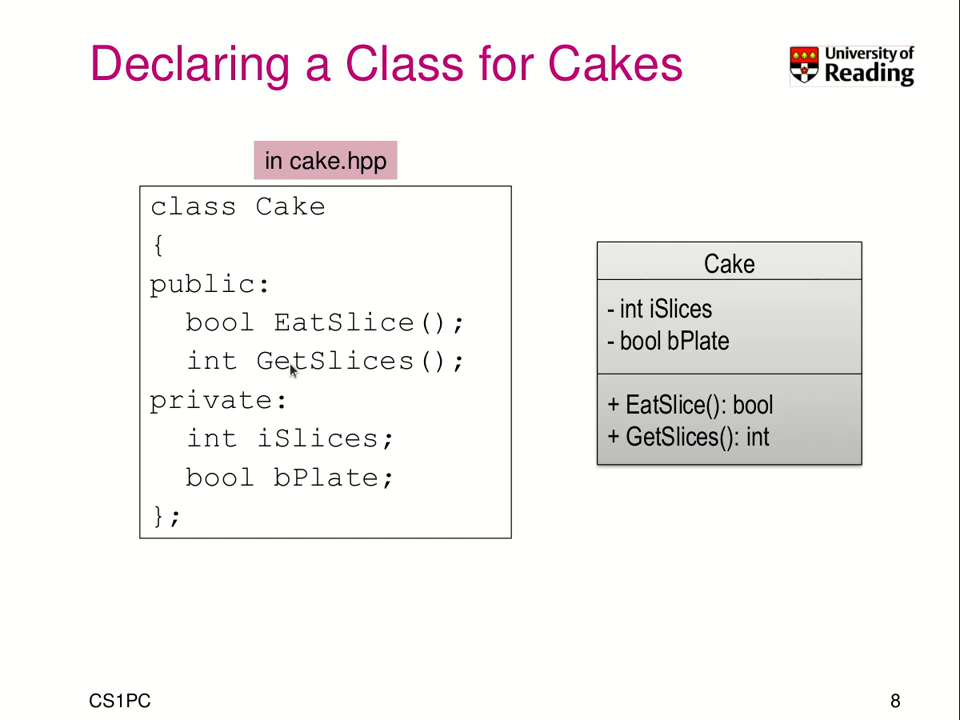 Declaring a Class for Cakes
University of
Reading
in cake.hpp
class Cake
{
public:
  bool EatSlice();
  int GetSlices();
private:
  int iSlices;
  bool bPlate;
};
Cake
- int iSlices
- bool bPlate
+ EatSlice(): bool
+ GetSlices(): int
CS1PC
8